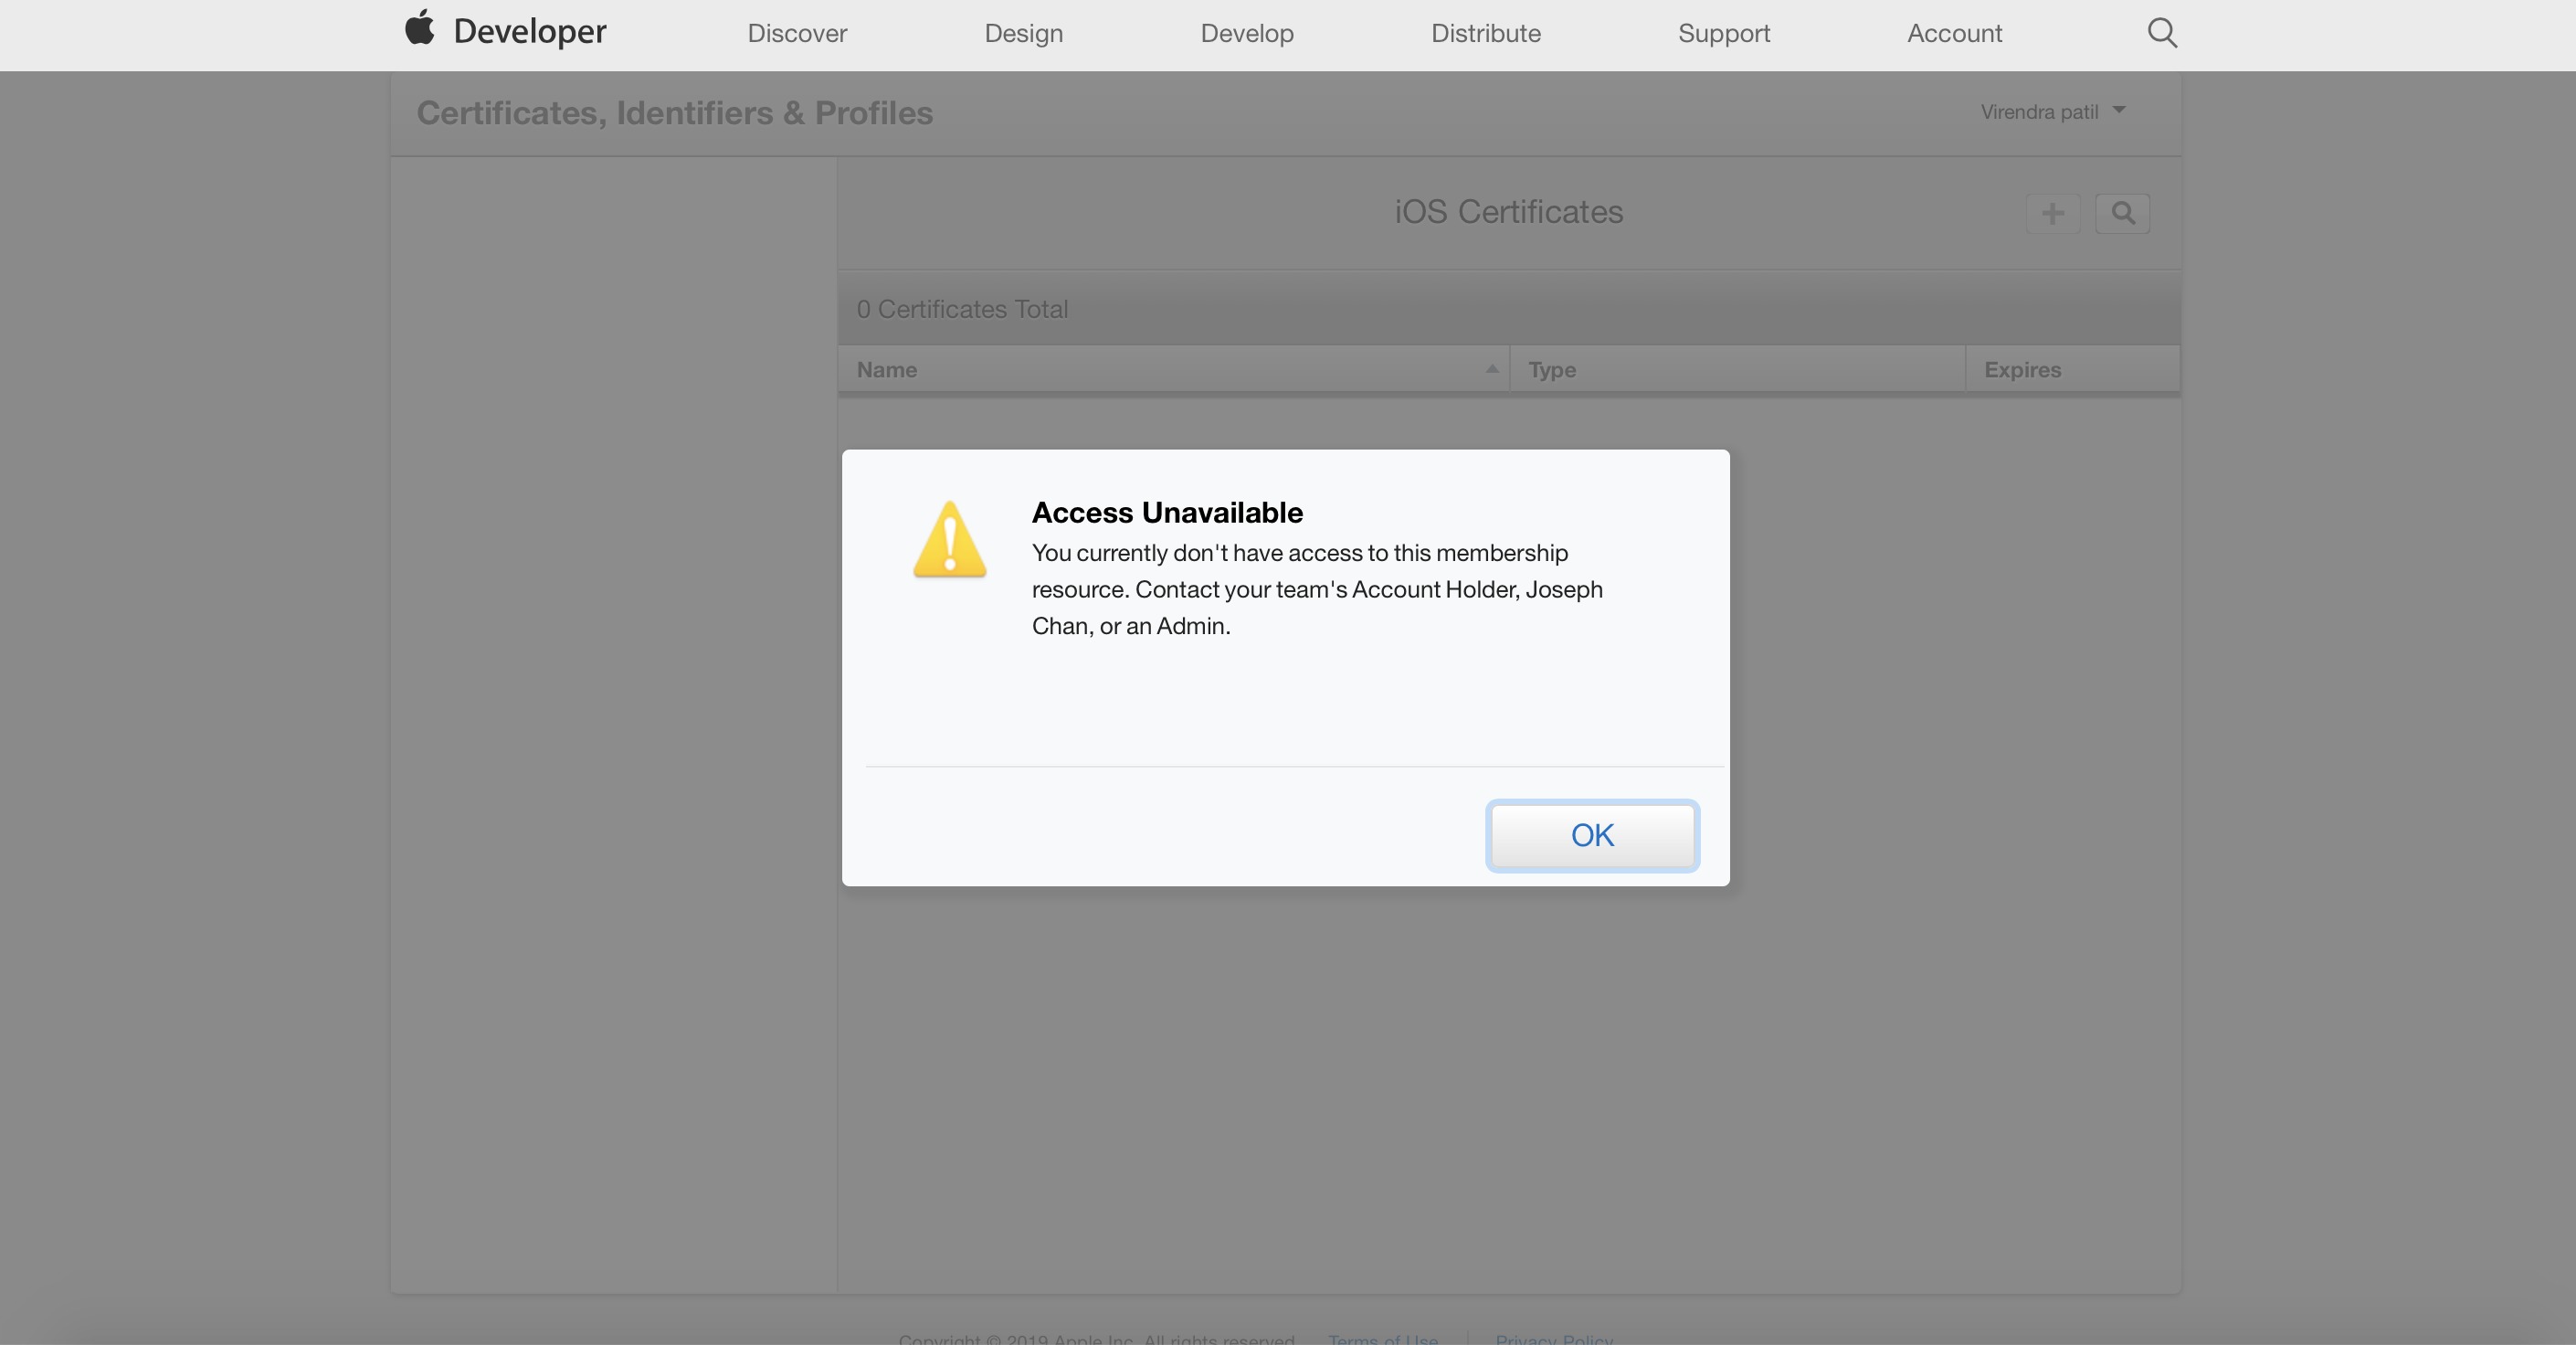 Developer
Discover
Design
Develop
Distribute
Support
Account
Certificates, Identifiers & Profiles
Virendra patil
iOS Certificates
0 Certificates Total
Name
Type
Expires
Access Unavailable
You currently don't have access to this membership
resource. Contact your team's Account Holder, Joseph
Chan, or an Admin.
OK
Copyright © 2019 Apple Inc. All rights reserved.
Terms of Use
Privacy Policy